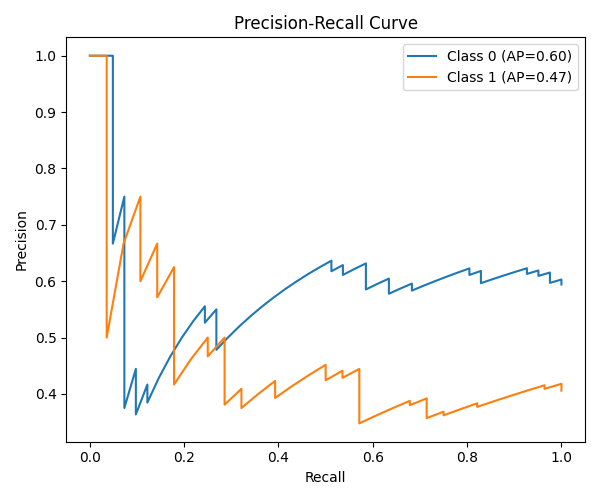 Precision-Recall Curve
Class 0 (AP=0.60)
Class 1 (AP=0.47)
Precision
1.0
0.9
0.8
0.7
0.6
0.5
0.4
0.0 0.2 0.4 0.6 0.8 1.0
Recall